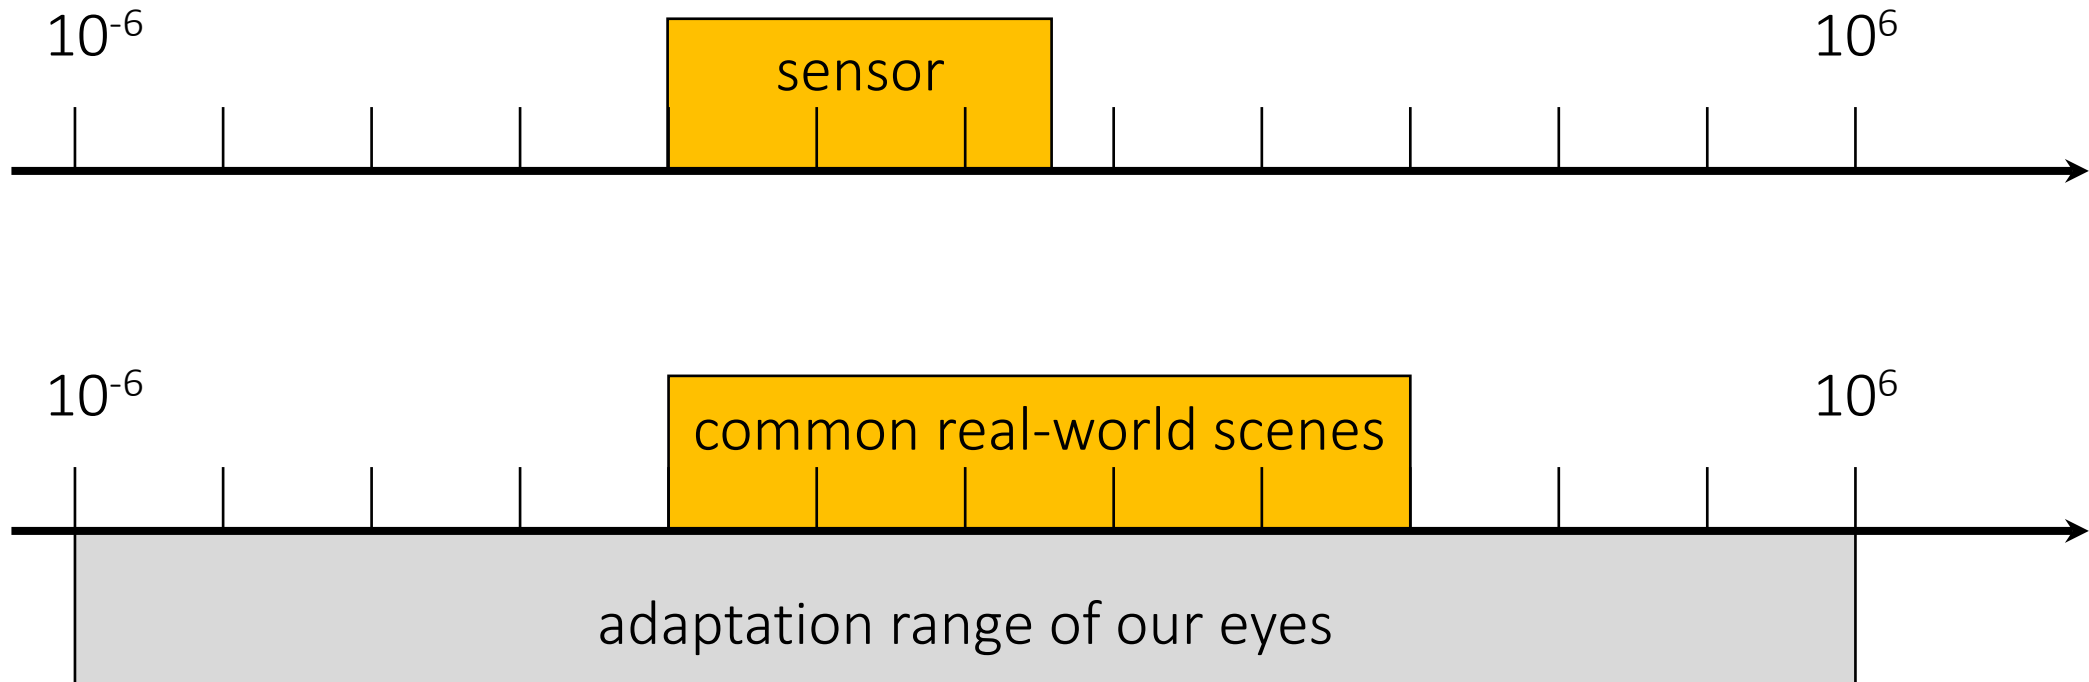 10⁻⁶
10⁶
sensor
10⁻⁶
10⁶
common real-world scenes
adaptation range of our eyes